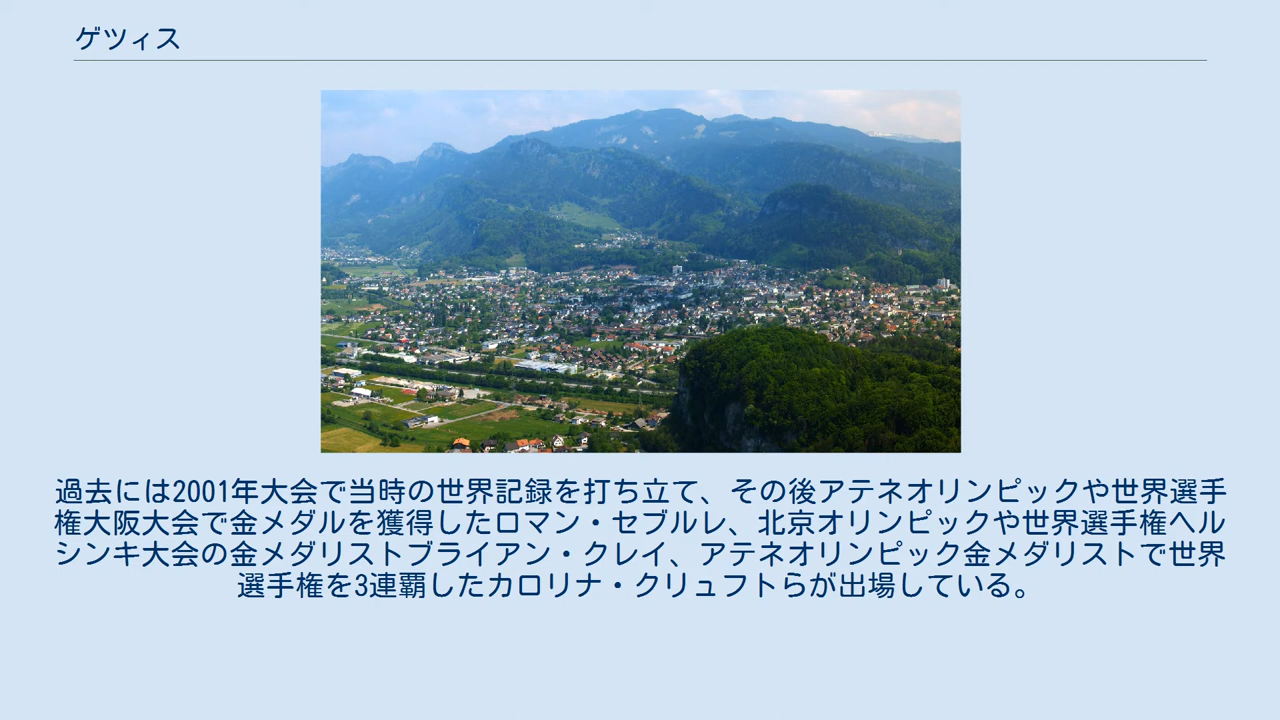 ゲツィス
過去には2001年大会で当時の世界記録を打ち立て、その後アテネオリンピックや世界選手
権大阪大会で金メダルを獲得したロマン・セブルレ、北京オリンピックや世界選手権ヘル
シンキ大会の金メダリストブライアン・クレイ、アテネオリンピック金メダリストで世界
選手権を3連覇したカロリナ・クリュフトらが出場している。